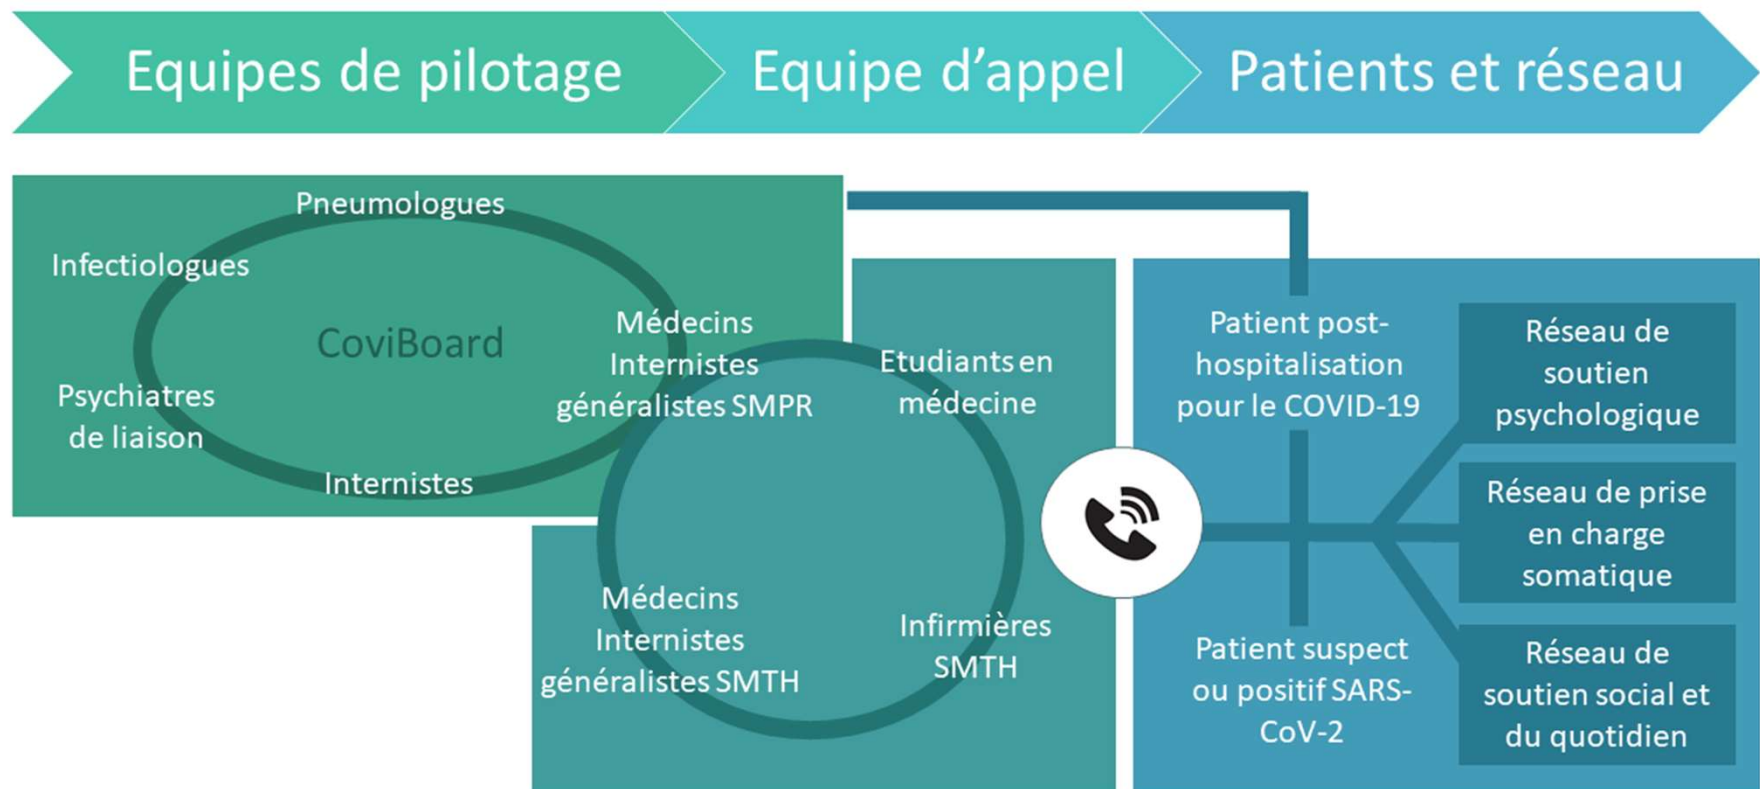 Equipes de pilotage
Equipe d’appel
Patients et réseau
Pneumologues
Infectiologues
CoviBoard
Médecins
Internistes
généralistes SMPR
Psychiatres
de liaison
Internistes
Etudiants en
médecine
Médecins
Internistes
généralistes SMTH
Infirmières
SMTH
Patient post-
hospitalisation
pour le COVID-19
Patient suspect
ou positif SARS-
CoV-2
Réseau de
soutien
psychologique
Réseau de prise
en charge
somatique
Réseau de
soutien social et
du quotidien